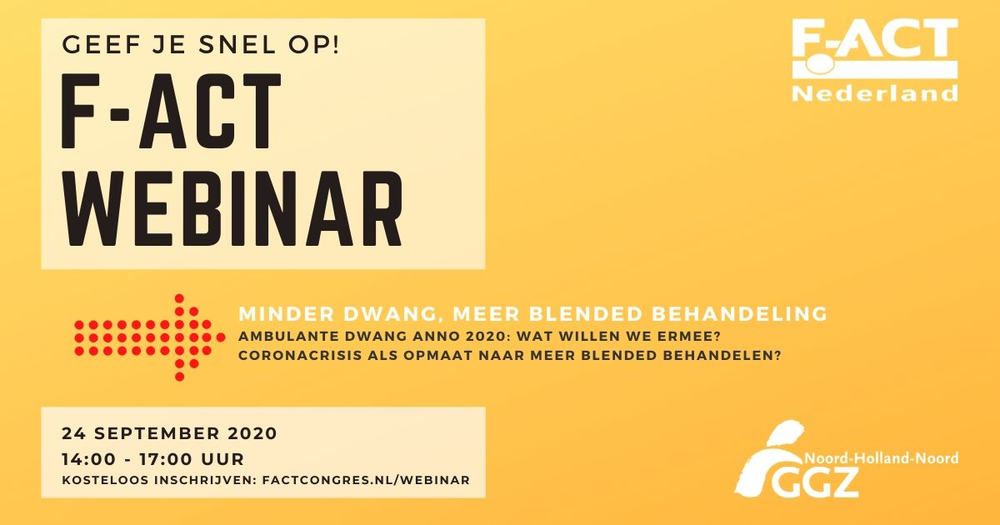 GEEF JE SNEL OP!
F-ACT
WEBINAR
F-ACT
Nederland
MINDER DWANG, MEER BLENDED BEHANDELING
AMBULANTE DWANG ANNO 2020: WAT WILLEN WE ERMEE?
CORONACRISIS ALS OPMAAT NAAR MEER BLENDED BEHANDELEN?
24 SEPTEMBER 2020
14:00 - 17:00 UUR
KOSTELOOS INSCHRIJVEN: FACTCONGRES.NL/WEBINAR
Noord-Holland-Noord
GGZ